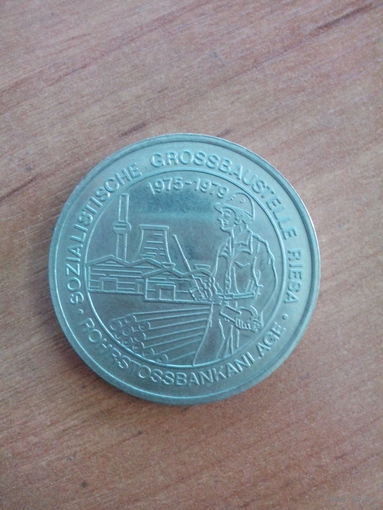 SOZIALISTISCHE GROSSBAUSTELLE RIESA
1975-1979
· ROHRSTOSSBANKANLAGE ·